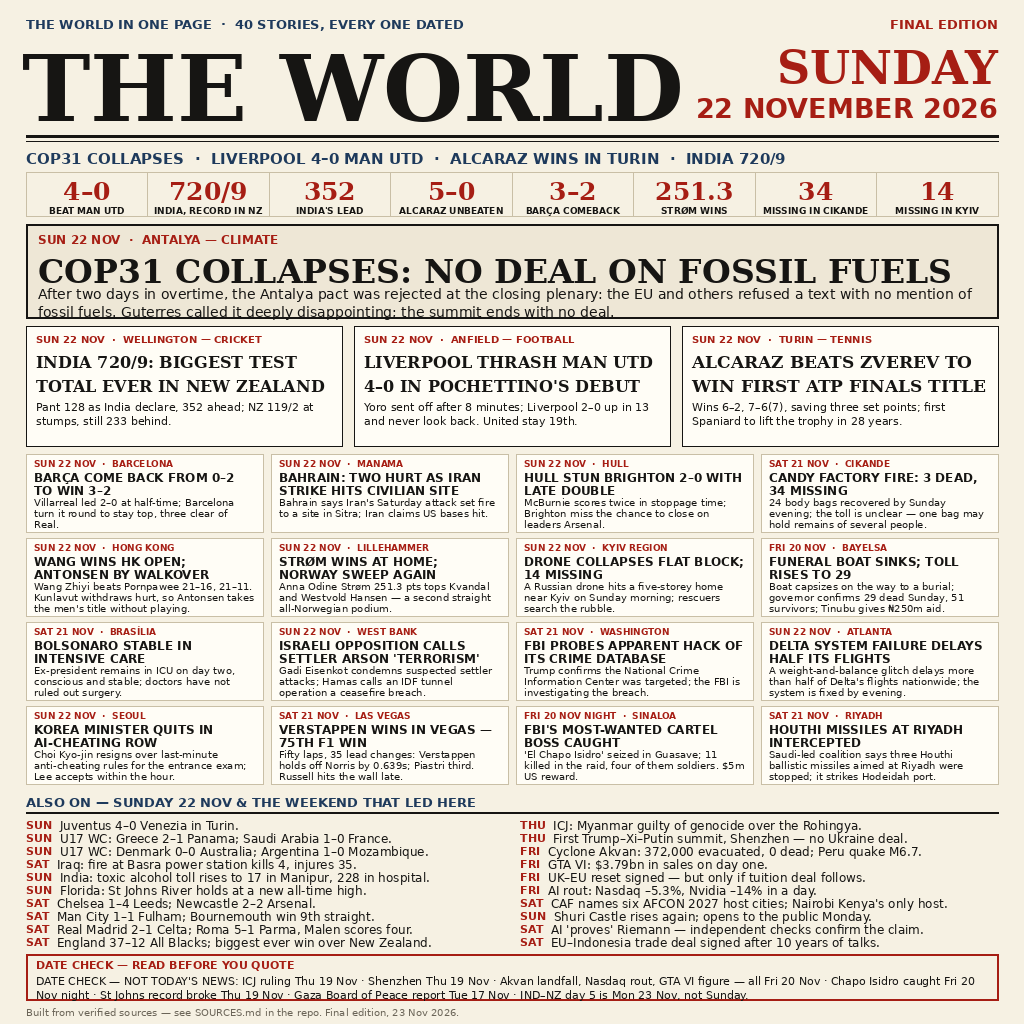 THE WORLD IN ONE PAGE · 40 STORIES, EVERY ONE DATED
FINAL EDITION
THE WORLD
SUNDAY
22 NOVEMBER 2026
COP31 COLLAPSES · LIVERPOOL 4–0 MAN UTD · ALCARAZ WINS IN TURIN · INDIA 720/9
4–0
BEAT MAN UTD
720/9
INDIA, RECORD IN NZ
352
INDIA'S LEAD
5–0
ALCARAZ UNBEATEN
3–2
BARÇA COMEBACK
251.3
STRØM WINS
34
MISSING IN CIKANDE
14
MISSING IN KYIV
SUN 22 NOV · ANTALYA — CLIMATE
COP31 COLLAPSES: NO DEAL ON FOSSIL FUELS
After two days in overtime, the Antalya pact was rejected at the closing plenary: the EU and others refused a text with no mention of
fossil fuels. Guterres called it deeply disappointing; the summit ends with no deal.
SUN 22 NOV · WELLINGTON — CRICKET
INDIA 720/9: BIGGEST TEST
TOTAL EVER IN NEW ZEALAND
Pant 128 as India declare, 352 ahead; NZ 119/2 at
stumps, still 233 behind.
SUN 22 NOV · ANFIELD — FOOTBALL
LIVERPOOL THRASH MAN UTD
4–0 IN POCHETTINO'S DEBUT
Yoro sent off after 8 minutes; Liverpool 2–0 up in 13
and never look back. United stay 19th.
SUN 22 NOV · TURIN — TENNIS
ALCARAZ BEATS ZVEREV TO
WIN FIRST ATP FINALS TITLE
Wins 6–2, 7–6(7), saving three set points; first
Spaniard to lift the trophy in 28 years.
SUN 22 NOV · BARCELONA
BARÇA COME BACK FROM 0–2
TO WIN 3–2
Villarreal led 2–0 at half-time; Barcelona
turn it round to stay top, three clear of
Real.
SUN 22 NOV · MANAMA
BAHRAIN: TWO HURT AS IRAN
STRIKE HITS CIVILIAN SITE
Bahrain says Iran's Saturday attack set fire
to a site in Sitra; Iran claims US bases hit.
SUN 22 NOV · HULL
HULL STUN BRIGHTON 2–0 WITH
LATE DOUBLE
McBurnie scores twice in stoppage time;
Brighton miss the chance to close on
leaders Arsenal.
SAT 21 NOV · CIKANDE
CANDY FACTORY FIRE: 3 DEAD,
34 MISSING
24 body bags recovered by Sunday
evening; the toll is unclear — one bag may
hold remains of several people.
SUN 22 NOV · HONG KONG
WANG WINS HK OPEN;
ANTONSEN BY WALKOVER
Wang Zhiyi beats Pornpawee 21–16, 21–11.
Kunlavut withdraws hurt, so Antonsen takes
the men's title without playing.
SUN 22 NOV · LILLEHAMMER
STRØM WINS AT HOME;
NORWAY SWEEP AGAIN
Anna Odine Strøm 251.3 pts tops Kvandal
and Westvold Hansen — a second straight
all-Norwegian podium.
SUN 22 NOV · KYIV REGION
DRONE COLLAPSES FLAT BLOCK;
14 MISSING
A Russian drone hits a five-storey home
near Kyiv on Sunday morning; rescuers
search the rubble.
FRI 20 NOV · BAYELSA
FUNERAL BOAT SINKS; TOLL
RISES TO 29
Boat capsizes on the way to a burial;
governor confirms 29 dead Sunday, 51
survivors; Tinubu gives ₦250m aid.
SAT 21 NOV · BRASÍLIA
BOLSONARO STABLE IN
INTENSIVE CARE
Ex-president remains in ICU on day two,
conscious and stable; doctors have not
ruled out surgery.
SUN 22 NOV · WEST BANK
ISRAELI OPPOSITION CALLS
SETTLER ARSON 'TERRORISM'
Gadi Eisenkot condemns suspected settler
attacks; Hamas calls an IDF tunnel
operation a ceasefire breach.
SAT 21 NOV · WASHINGTON
FBI PROBES APPARENT HACK OF
ITS CRIME DATABASE
Trump confirms the National Crime
Information Center was targeted; the FBI is
investigating the breach.
SUN 22 NOV · ATLANTA
DELTA SYSTEM FAILURE DELAYS
HALF ITS FLIGHTS
A weight-and-balance glitch delays more
than half of Delta's flights nationwide; the
system is fixed by evening.
SUN 22 NOV · SEOUL
KOREA MINISTER QUITS IN
AI-CHEATING ROW
Choi Kyo-jin resigns over last-minute
anti-cheating rules for the entrance exam;
Lee accepts within the hour.
SAT 21 NOV · LAS VEGAS
VERSTAPPEN WINS IN VEGAS —
75TH F1 WIN
Fifty laps, 35 lead changes: Verstappen
holds off Norris by 0.639s; Piastri third.
Russell hits the wall late.
FRI 20 NOV NIGHT · SINALOA
FBI'S MOST-WANTED CARTEL
BOSS CAUGHT
'El Chapo Isidro' seized in Guasave; 11
killed in the raid, four of them soldiers. $5m
US reward.
SAT 21 NOV · RIYADH
HOUTHI MISSILES AT RIYADH
INTERCEPTED
Saudi-led coalition says three Houthi
ballistic missiles aimed at Riyadh were
stopped; it strikes Hodeidah port.
ALSO ON — SUNDAY 22 NOV & THE WEEKEND THAT LED HERE
SUN Juventus 4–0 Venezia in Turin.
SUN U17 WC: Greece 2–1 Panama; Saudi Arabia 1–0 France.
SUN U17 WC: Denmark 0–0 Australia; Argentina 1–0 Mozambique.
SAT Iraq: fire at Basra power station kills 4, injures 35.
SUN India: toxic alcohol toll rises to 17 in Manipur, 228 in hospital.
SUN Florida: St Johns River holds at a new all-time high.
SAT Chelsea 1–4 Leeds; Newcastle 2–2 Arsenal.
SAT Man City 1–1 Fulham; Bournemouth win 9th straight.
SAT Real Madrid 2–1 Celta; Roma 5–1 Parma, Malen scores four.
SAT England 37–12 All Blacks; biggest ever win over New Zealand.
THU ICJ: Myanmar guilty of genocide over the Rohingya.
THU First Trump–Xi–Putin summit, Shenzhen — no Ukraine deal.
FRI Cyclone Akvan: 372,000 evacuated, 0 dead; Peru quake M6.7.
FRI GTA VI: $3.79bn in sales on day one.
FRI UK–EU reset signed — but only if tuition deal follows.
FRI AI rout: Nasdaq –5.3%, Nvidia –14% in a day.
SAT CAF names six AFCON 2027 host cities; Nairobi Kenya's only host.
SUN Shuri Castle rises again; opens to the public Monday.
SAT AI 'proves' Riemann — independent checks confirm the claim.
SAT EU–Indonesia trade deal signed after 10 years of talks.
DATE CHECK — READ BEFORE YOU QUOTE
DATE CHECK — NOT TODAY'S NEWS: ICJ ruling Thu 19 Nov · Shenzhen Thu 19 Nov · Akvan landfall, Nasdaq rout, GTA VI figure — all Fri 20 Nov · Chapo Isidro caught Fri 20
Nov night · St Johns record broke Thu 19 Nov · Gaza Board of Peace report Tue 17 Nov · IND–NZ day 5 is Mon 23 Nov, not Sunday.
Built from verified sources — see SOURCES.md in the repo. Final edition, 23 Nov 2026.